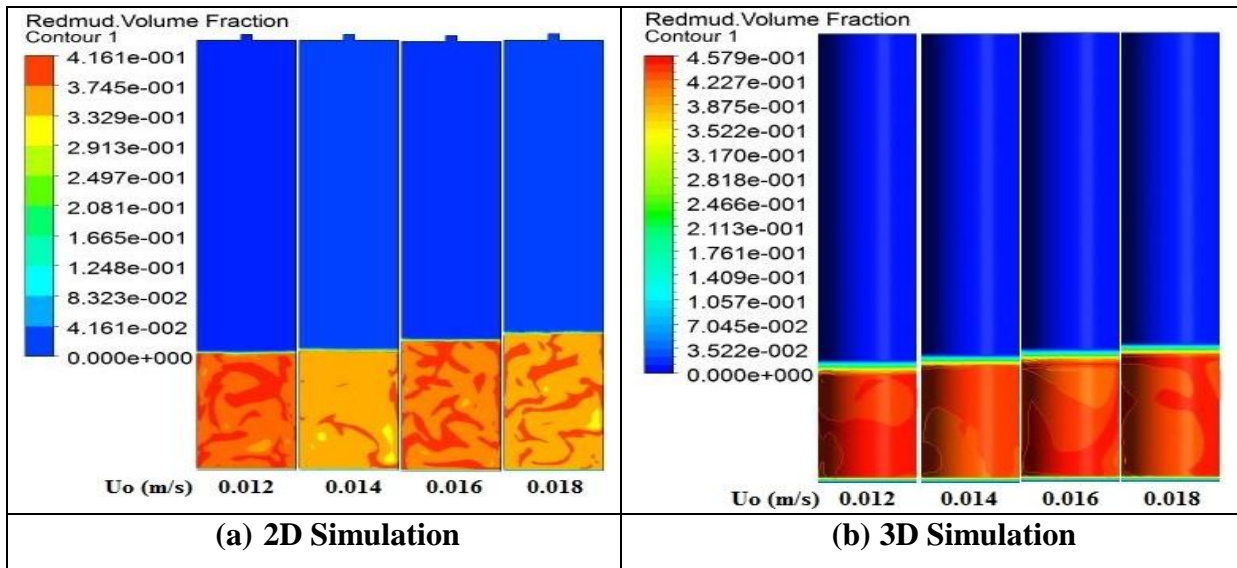 Redmud.Volume Fraction
Contour 1
4.161e-001
3.745e-001
3.329e-001
2.913e-001
2.497e-001
2.081e-001
1.665e-001
1.248e-001
8.323e-002
4.161e-002
0.000e+000
Uo (m/s) 0.012 0.014 0.016 0.018
(a) 2D Simulation
Redmud.Volume Fraction
Contour 1
4.579e-001
4.227e-001
3.875e-001
3.522e-001
3.170e-001
2.818e-001
2.466e-001
2.113e-001
1.761e-001
1.409e-001
1.057e-001
7.045e-002
3.522e-002
0.000e+000
Uo (m/s) 0.012 0.014 0.016 0.018
(b) 3D Simulation